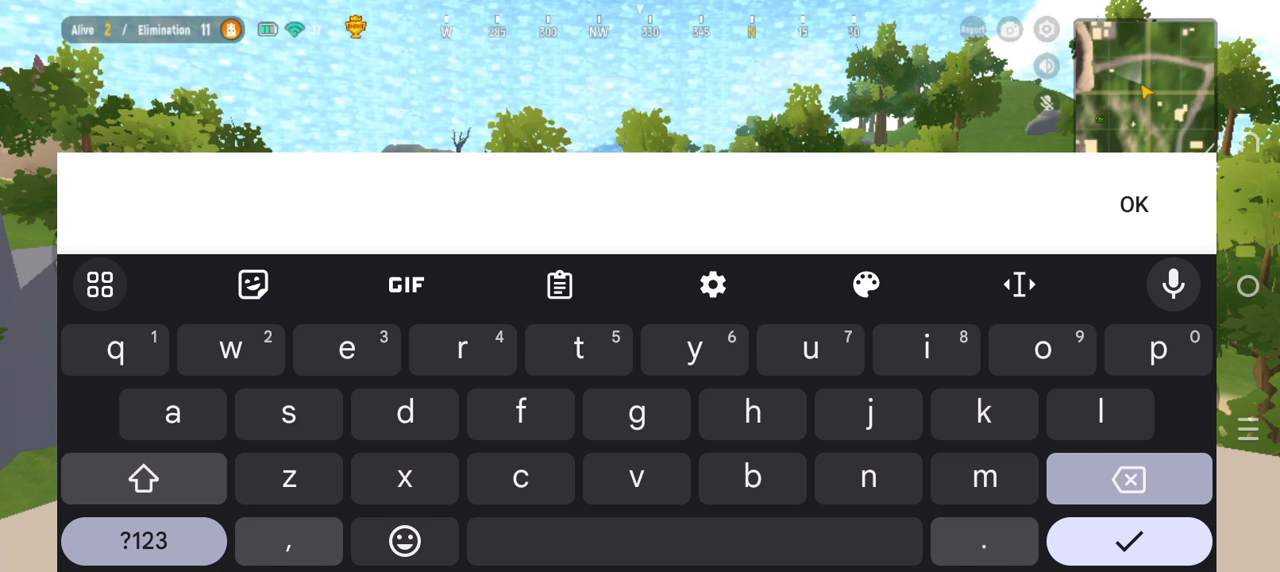 Alive 2 / Elimination 11
W 285 300 NW 330 345 N 15 30
Report
OK
GIF
q 1 w 2 e 3 r 4 t 5 y 6 u 7 i 8 o 9 p 0
a s d f g h j k l
z x c v b n m
?123 , .